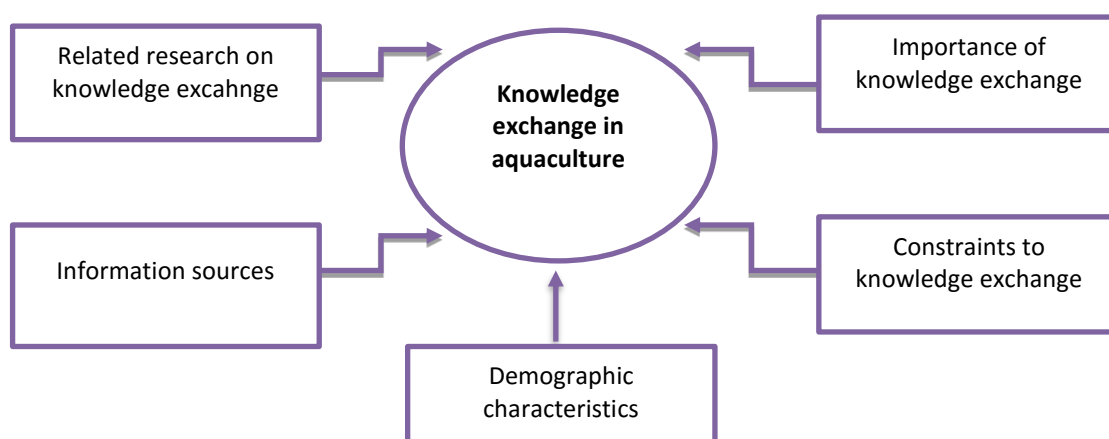 Related research on
knowledge excahnge
Knowledge
exchange in
aquaculture
Importance of
knowledge exchange
Information sources
Constraints to
knowledge exchange
Demographic
characteristics